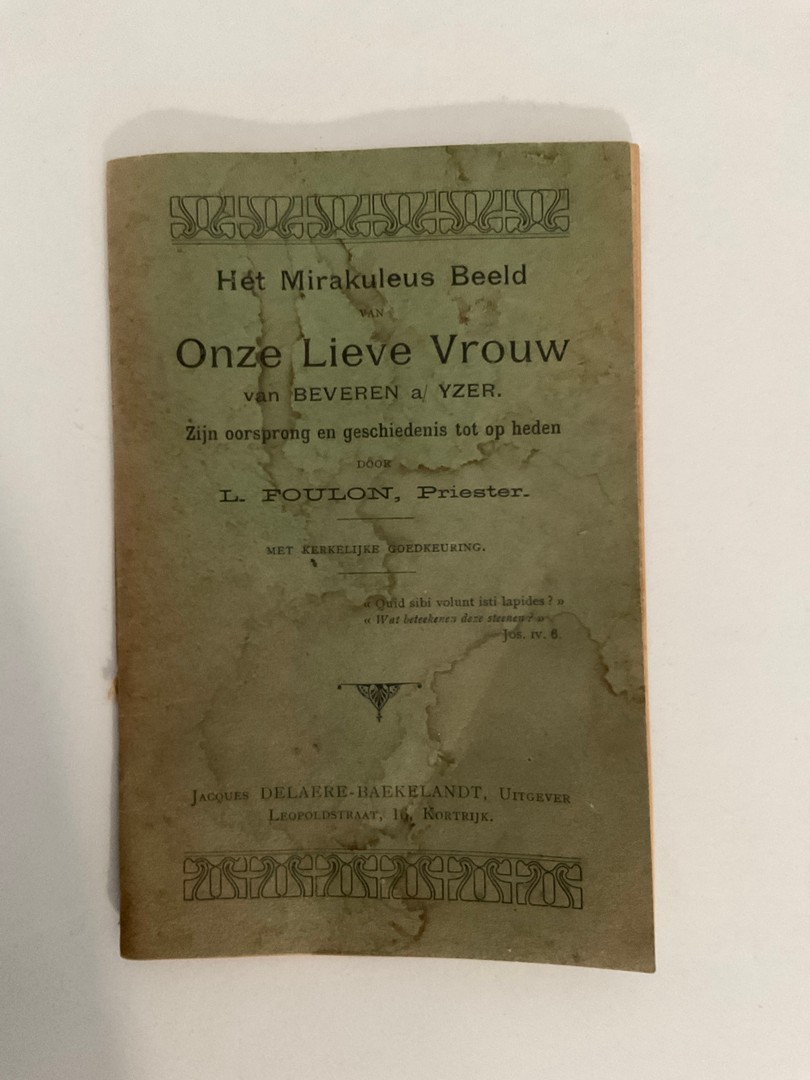 Het Mirakuleus Beeld
VAN
Onze Lieve Vrouw
van BEVEREN a/ YZER.
Zijn oorsprong en geschiedenis tot op heden
DOOR
L. FOULON, Priester.
MET KERKELIJKE GOEDKEURING.
« Quid sibi volunt isti lapides ? »
« Wat beteekenen deze steenen ? »
Jos. IV. 6.
JACQUES DELAERE-BAEKELANDT, UITGEVER
LEOPOLDSTRAAT, 16, KORTRIJK.